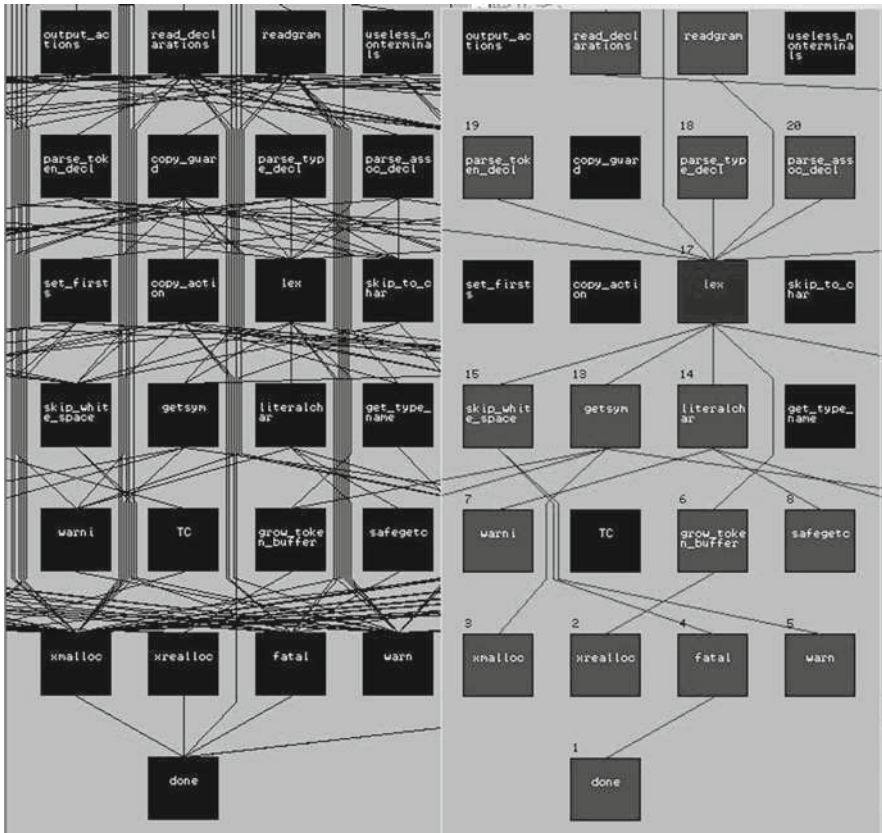 output_ac
tions
read_decl
arations
readgram
useless_n
onterminals
output_ac
tions
read_decl
arations
readgram
useless_n
onterminals
19
18
20
parse_tok
en_decl
copy_guar
d
parse_typ
e_decl
parse_ass
oc_decl
parse_tok
en_decl
copy_guar
d
parse_typ
e_decl
parse_ass
oc_decl
17
set_first
s
copy_acti
on
lex
skip_to_c
har
set_first
s
copy_acti
on
lex
skip_to_c
har
15
13
14
skip_whit
e_space
getsym
literalch
ar
get_type_
name
skip_whit
e_space
getsym
literalch
ar
get_type_
name
7
6
8
warni
TC
grow_toke
n_buffer
safegetc
warni
TC
grow_toke
n_buffer
safegetc
3
2
4
5
xmalloc
xrealloc
fatal
warn
xmalloc
xrealloc
fatal
warn
1
done
done